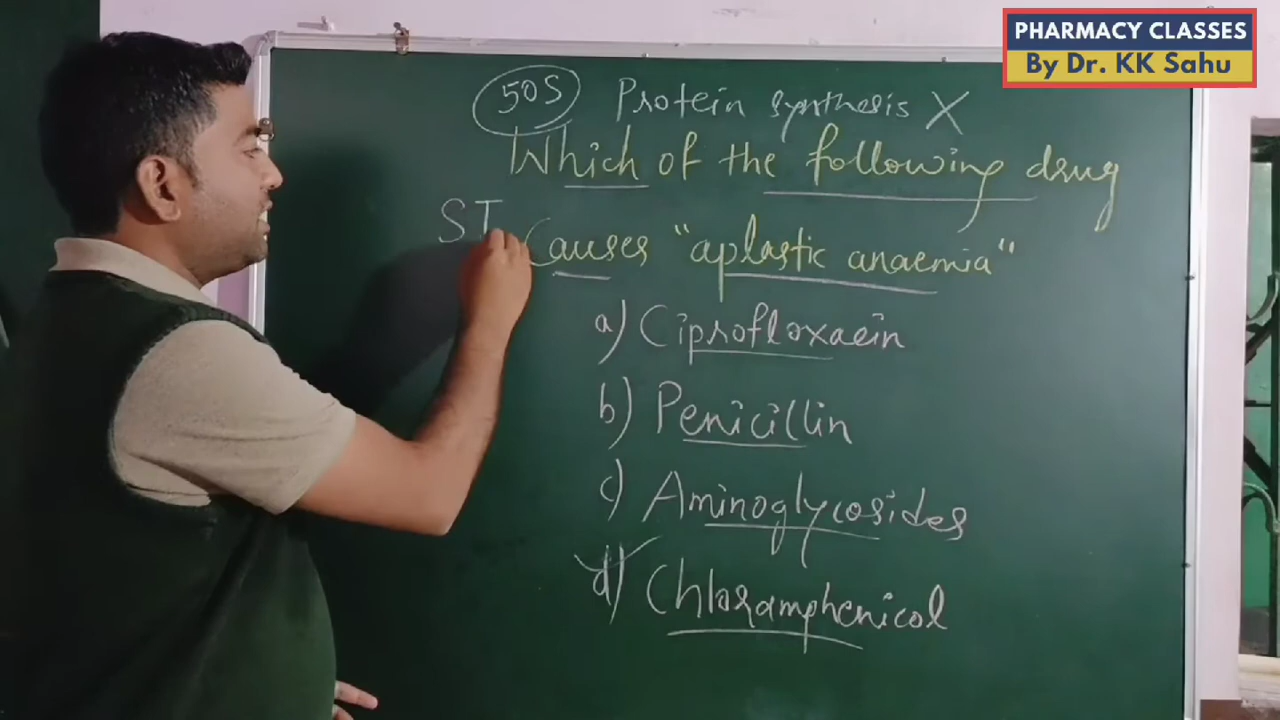 PHARMACY CLASSES
By Dr. KK Sahu
50S Protein synthesis X
Which of the following drug
ST
Causes "aplastic anaemia"
a) Ciprofloxacin
b) Penicillin
c) Aminoglycosides
d) Chloramphenicol